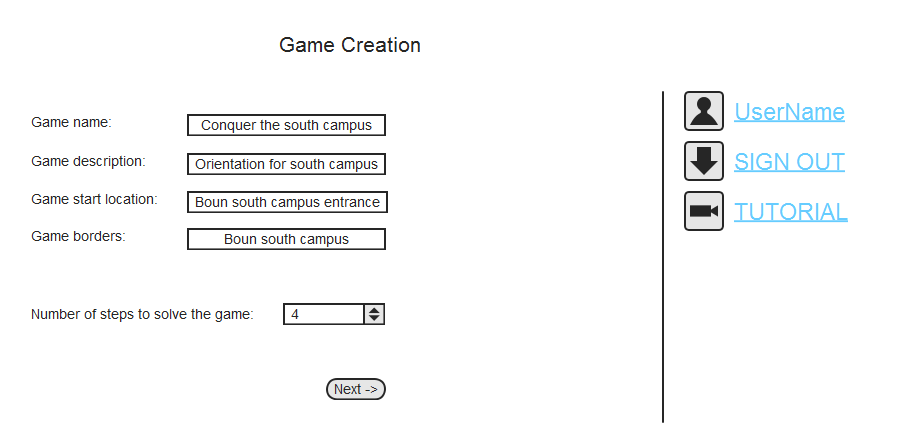 Game Creation
Game name: Conquer the south campus
Game description: Orientation for south campus
Game start location: Boun south campus entrance
Game borders: Boun south campus
Number of steps to solve the game: 4
Next ->
UserName
SIGN OUT
TUTORIAL